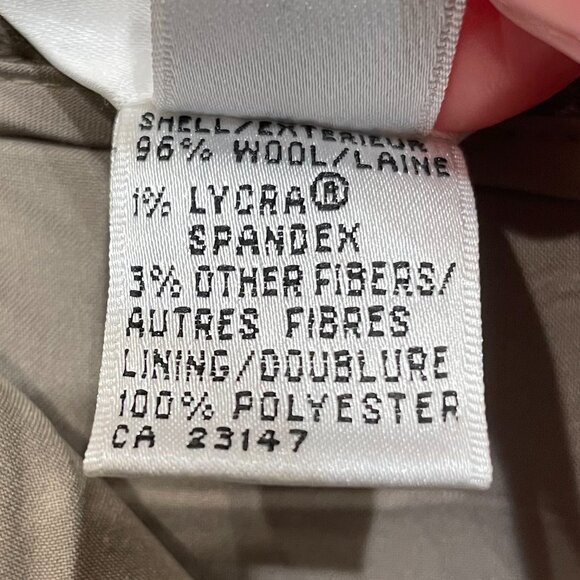 SHELL/EXTERIEUR
96% WOOL/LAINE
1% LYCRA®
SPANDEX
3% OTHER FIBERS/
AUTRES FIBRES
LINING/DOUBLURE
100% POLYESTER
CA 23147